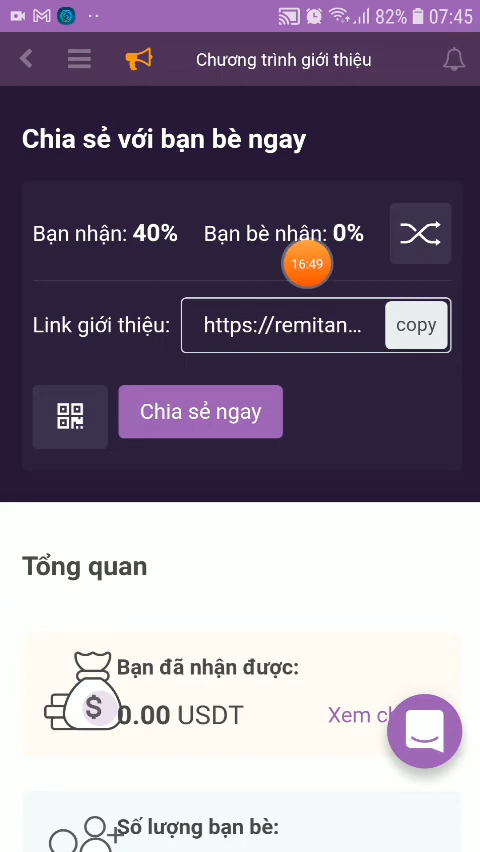 82% 07:45
Chương trình giới thiệu
Chia sẻ với bạn bè ngay
Bạn nhận: 40% Bạn bè nhận: 0%
16:49
Link giới thiệu: https://remitan... copy
Chia sẻ ngay
Tổng quan
Bạn đã nhận được:
$ 0.00 USDT Xem
Số lượng bạn bè: